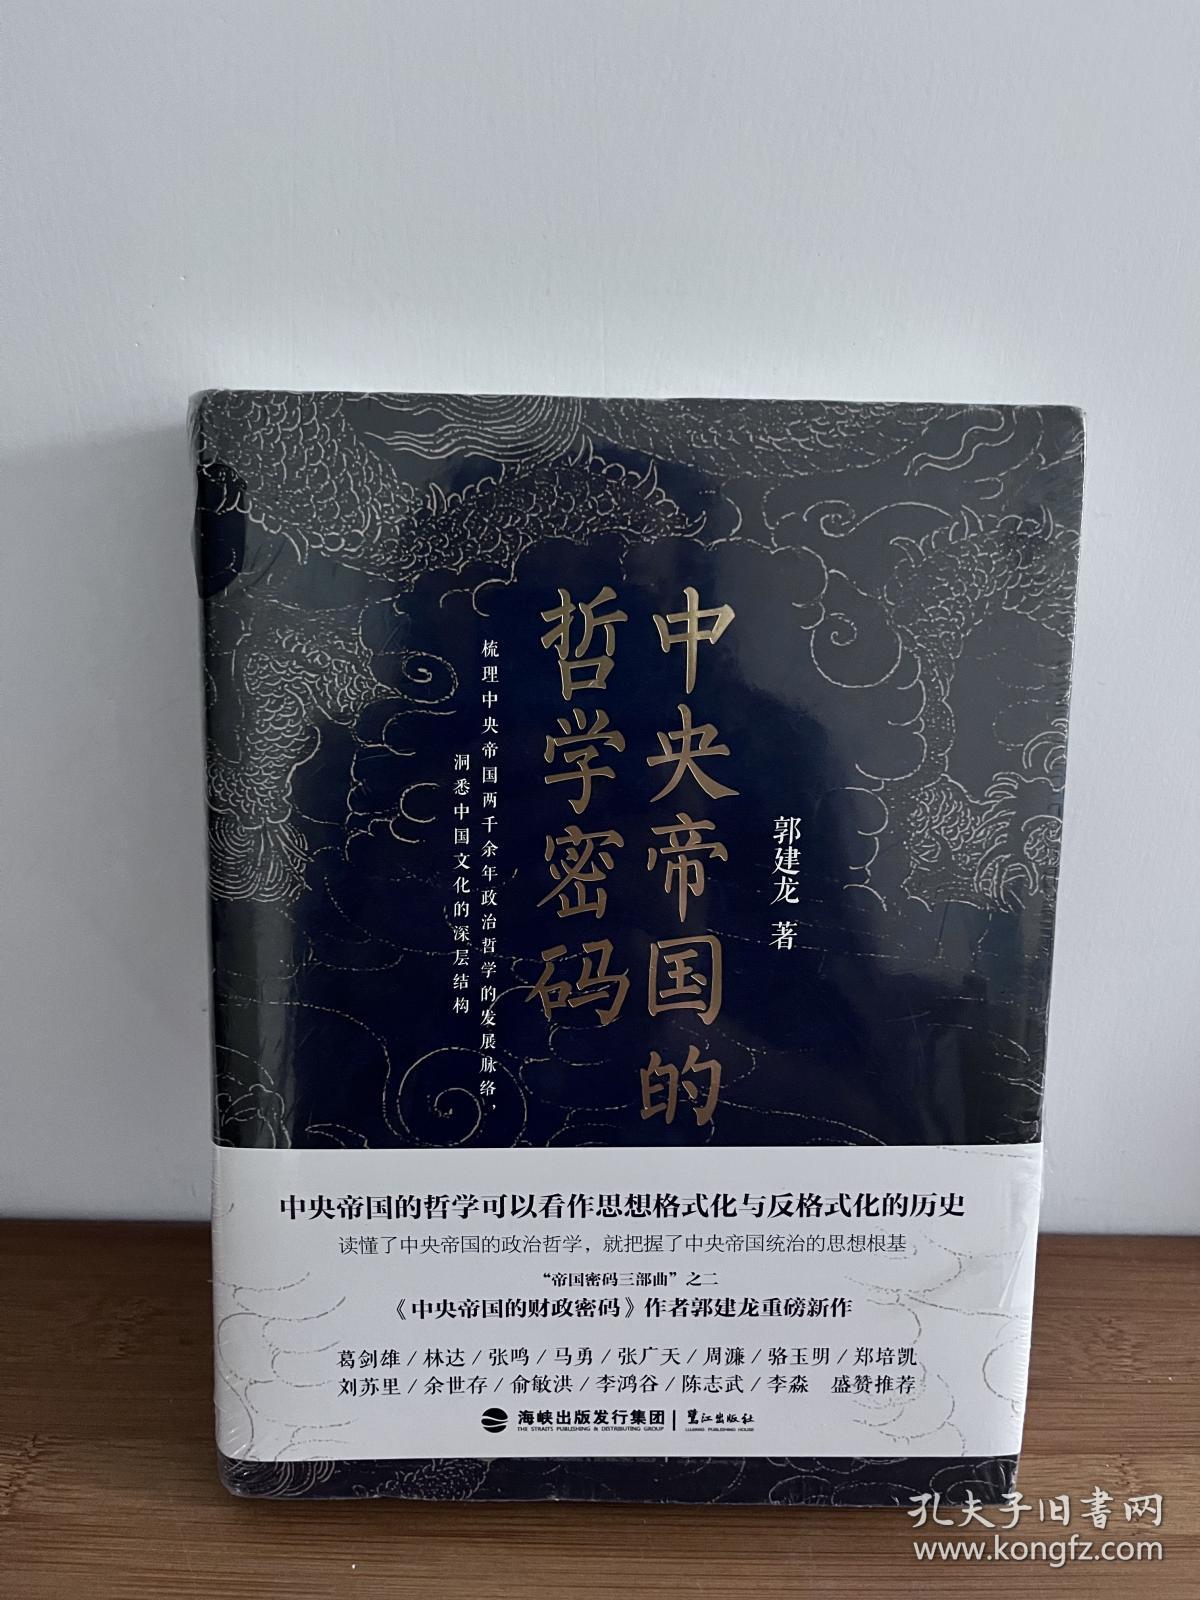 中央帝国的
哲学密码
郭建龙 著
梳理中央帝国两千余年政治哲学的发展脉络，
洞悉中国文化的深层结构
中央帝国的哲学可以看作思想格式化与反格式化的历史
读懂了中央帝国的政治哲学，就把握了中央帝国统治的思想根基
“帝国密码三部曲”之二
《中央帝国的财政密码》作者郭建龙重磅新作
葛剑雄/林达/张鸣/马勇/张广天/周濂/骆玉明/郑培凯
刘苏里/余世存/俞敏洪/李鸿谷/陈志武/李淼 盛赞推荐
海峡出版发行集团 | 鹭江出版社
THE STRAITS PUBLISHING & DISTRIBUTING GROUP LUJIANG PUBLISHING HOUSE
孔夫子旧书网
www.kongfz.com